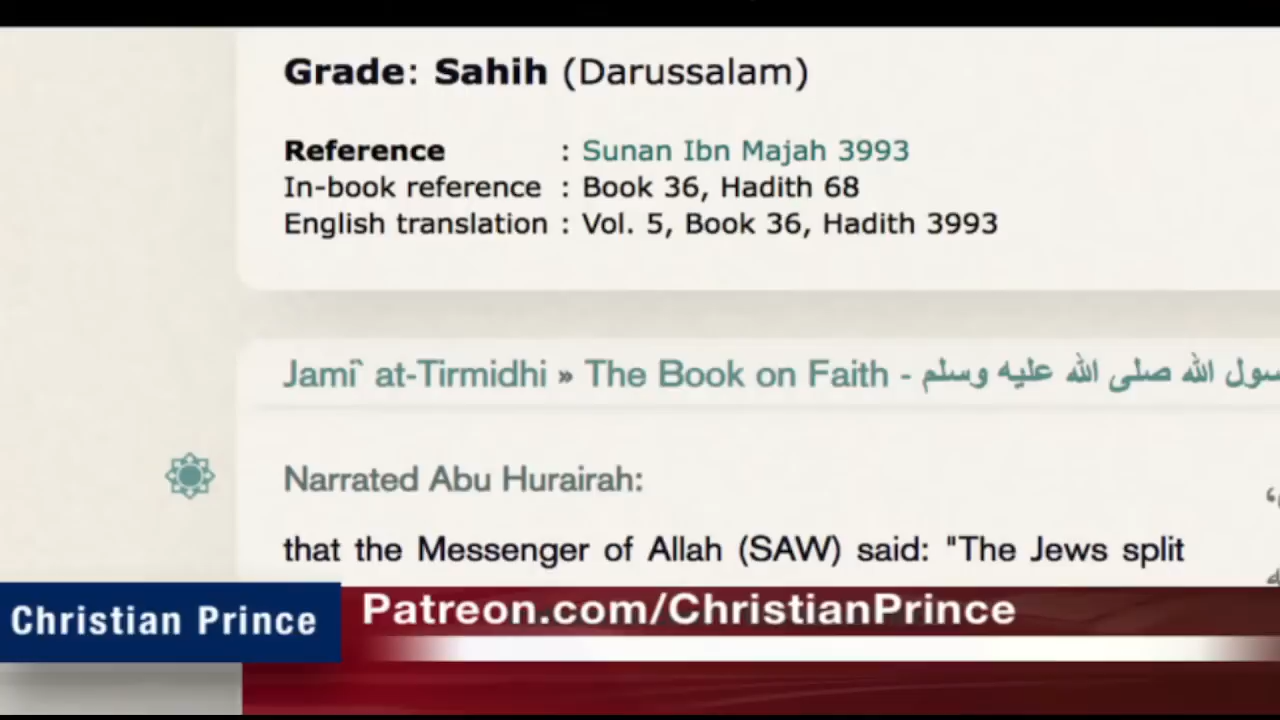 Grade: Sahih (Darussalam)
Reference : Sunan Ibn Majah 3993
In-book reference : Book 36, Hadith 68
English translation : Vol. 5, Book 36, Hadith 3993
Jami` at-Tirmidhi » The Book on Faith - سول الله صلى الله عليه وسلم
Narrated Abu Hurairah:
that the Messenger of Allah (SAW) said: "The Jews split
Christian Prince
Patreon.com/ChristianPrince